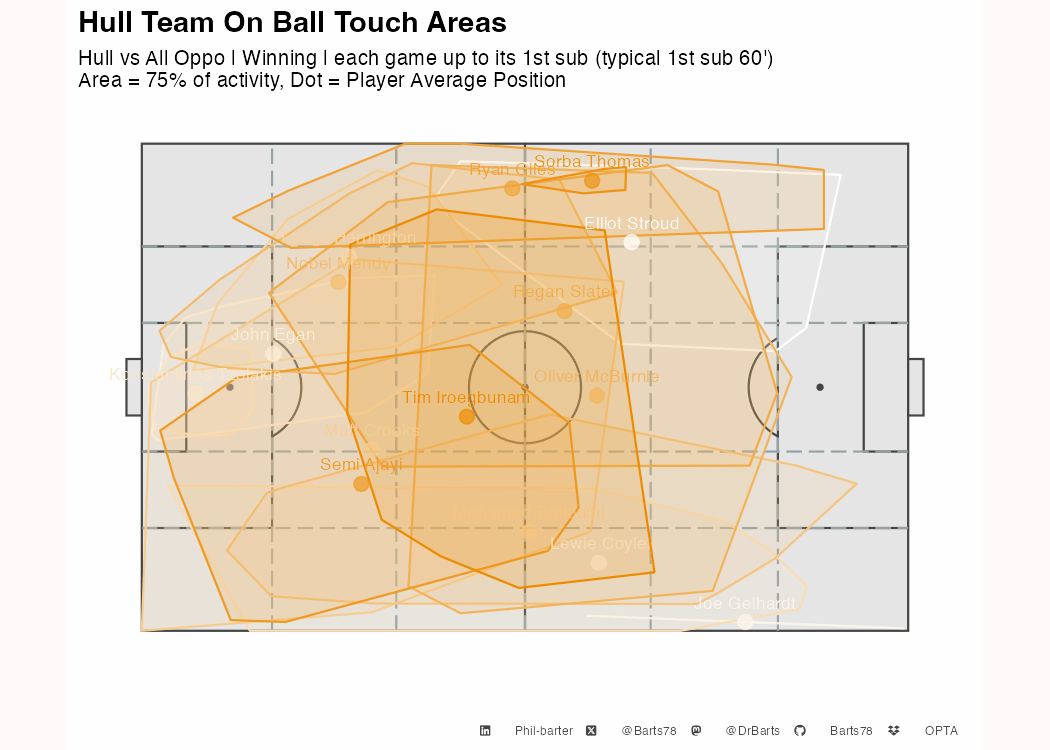 Hull Team On Ball Touch Areas
Hull vs All Oppo | Winning | each game up to its 1st sub (typical 1st sub 60')
Area = 75% of activity, Dot = Player Average Position
Sorba Thomas
Ryan Giles
Elliot Stroud
Nobel Mendy
Regan Slater
John Egan
Oliver McBurnie
Tim Iroegbunam
Matt Crooks
Semi Ajayi
Lewie Coyle
Joe Gelhardt
Phil-barter
@Barts78
@DrBarts
Barts78
OPTA